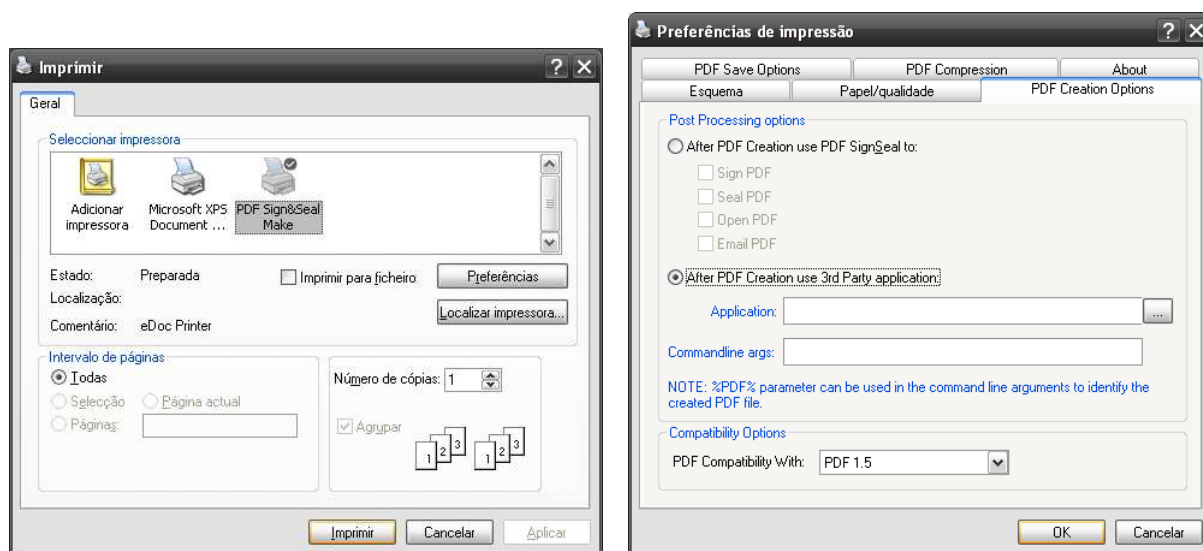 Imprimir
Geral
Seleccionar impressora
Adicionar impressora
Microsoft XPS Document ...
PDF Sign&Seal Make
Estado: Preparada
Imprimir para ficheiro
Preferências
Localização:
Localizar impressora...
Comentário: eDoc Printer
Intervalo de páginas
Todas
Selecção Página actual
Páginas:
Número de cópias: 1
Agrupar
1 2 3 1 2 3
Imprimir Cancelar Aplicar
Preferências de impressão
PDF Save Options PDF Compression About
Esquema Papel/qualidade PDF Creation Options
Post Processing options
After PDF Creation use PDF SignSeal to:
Sign PDF
Seal PDF
Open PDF
Email PDF
After PDF Creation use 3rd Party application:
Application: ...
Commandline args:
NOTE: %PDF% parameter can be used in the command line arguments to identify the
created PDF file.
Compatibility Options
PDF Compatibility With: PDF 1.5
OK Cancelar